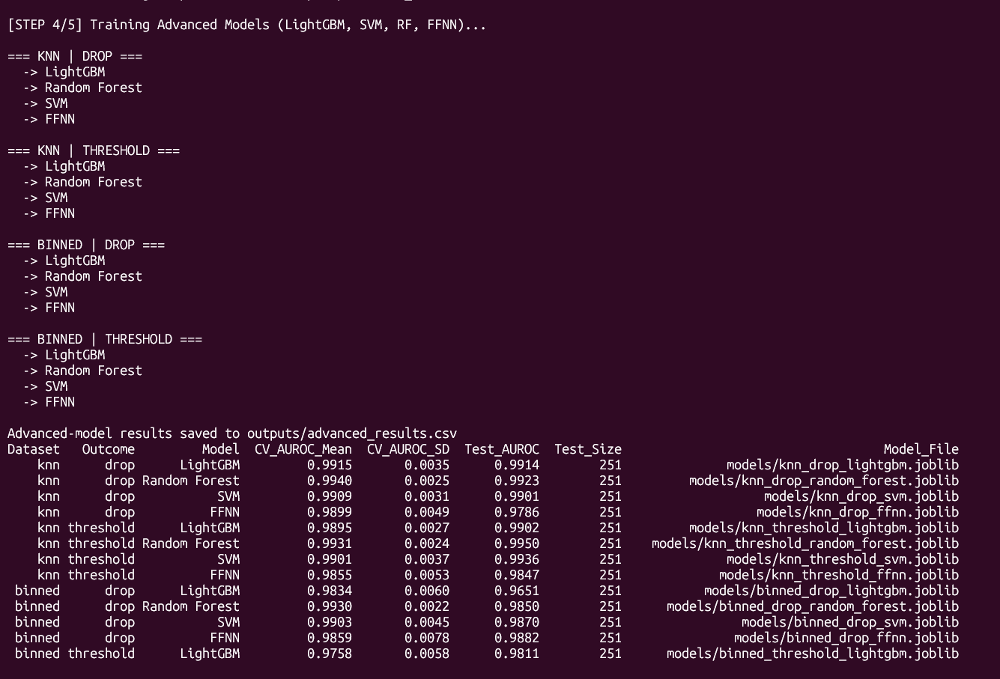 [STEP 4/5] Training Advanced Models (LightGBM, SVM, RF, FFNN)...
=== KNN | DROP ===
-> LightGBM
-> Random Forest
-> SVM
-> FFNN
=== KNN | THRESHOLD ===
-> LightGBM
-> Random Forest
-> SVM
-> FFNN
=== BINNED | DROP ===
-> LightGBM
-> Random Forest
-> SVM
-> FFNN
=== BINNED | THRESHOLD ===
-> LightGBM
-> Random Forest
-> SVM
-> FFNN
Advanced-model results saved to outputs/advanced_results.csv
Dataset Outcome Model CV_AUROC_Mean CV_AUROC_SD Test_AUROC Test_Size Model_File
knn drop LightGBM 0.9915 0.0035 0.9914 251 models/knn_drop_lightgbm.joblib
knn drop Random Forest 0.9940 0.0025 0.9923 251 models/knn_drop_random_forest.joblib
knn drop SVM 0.9909 0.0031 0.9901 251 models/knn_drop_svm.joblib
knn drop FFNN 0.9899 0.0049 0.9786 251 models/knn_drop_ffnn.joblib
knn threshold LightGBM 0.9895 0.0027 0.9902 251 models/knn_threshold_lightgbm.joblib
knn threshold Random Forest 0.9931 0.0024 0.9950 251 models/knn_threshold_random_forest.joblib
knn threshold SVM 0.9901 0.0037 0.9936 251 models/knn_threshold_svm.joblib
knn threshold FFNN 0.9855 0.0053 0.9847 251 models/knn_threshold_ffnn.joblib
binned drop LightGBM 0.9834 0.0060 0.9651 251 models/binned_drop_lightgbm.joblib
binned drop Random Forest 0.9930 0.0022 0.9850 251 models/binned_drop_random_forest.joblib
binned drop SVM 0.9903 0.0045 0.9870 251 models/binned_drop_svm.joblib
binned drop FFNN 0.9859 0.0078 0.9882 251 models/binned_drop_ffnn.joblib
binned threshold LightGBM 0.9758 0.0058 0.9811 251 models/binned_threshold_lightgbm.joblib